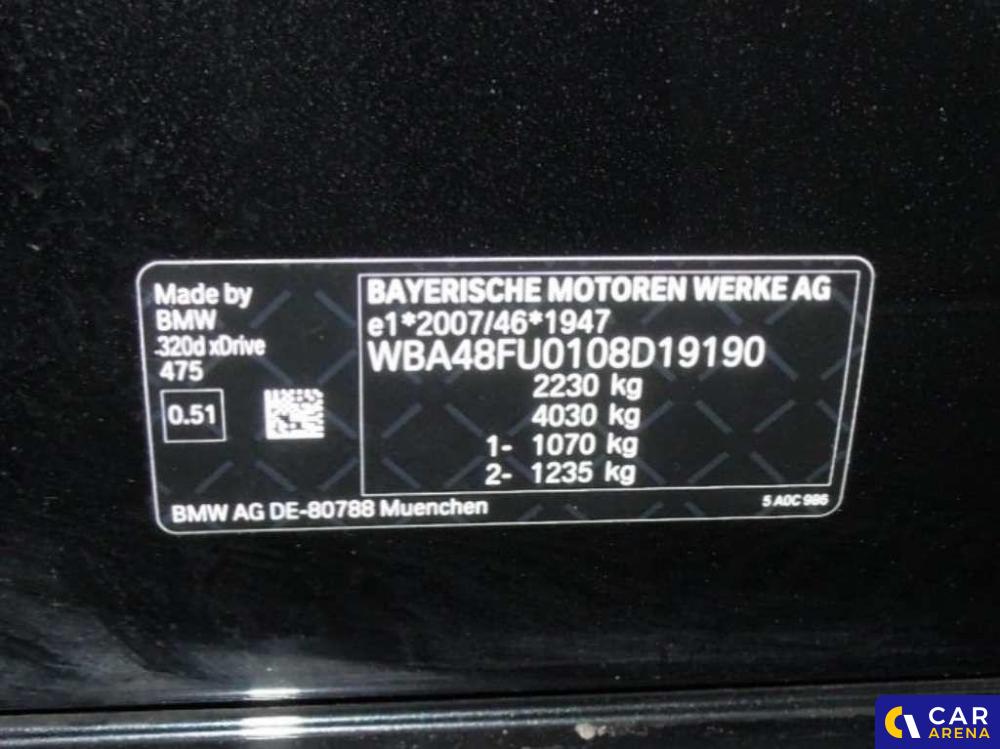 Made by
BMW
320d xDrive
475
0.51
BAYERISCHE MOTOREN WERKE AG
e1*2007/46*1947
WBA48FU0108D19190
2230 kg
4030 kg
1- 1070 kg
2- 1235 kg
BMW AG DE-80788 Muenchen
5 A0C 986
CAR
ARENA